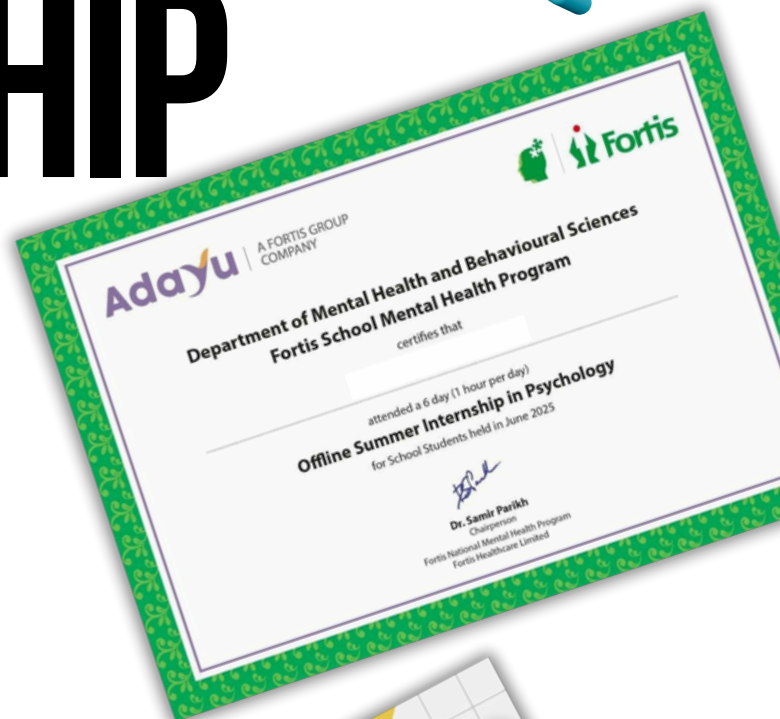 HIP
Adayu
A FORTIS GROUP
COMPANY
Fortis
Department of Mental Health and Behavioural Sciences
Fortis School Mental Health Program
certifies that
attended a 6 day (1 hour per day)
Offline Summer Internship in Psychology
for School Students held in June 2025
Dr. Samir Parikh
Chairperson
Fortis National Mental Health Program
Fortis Healthcare Limited